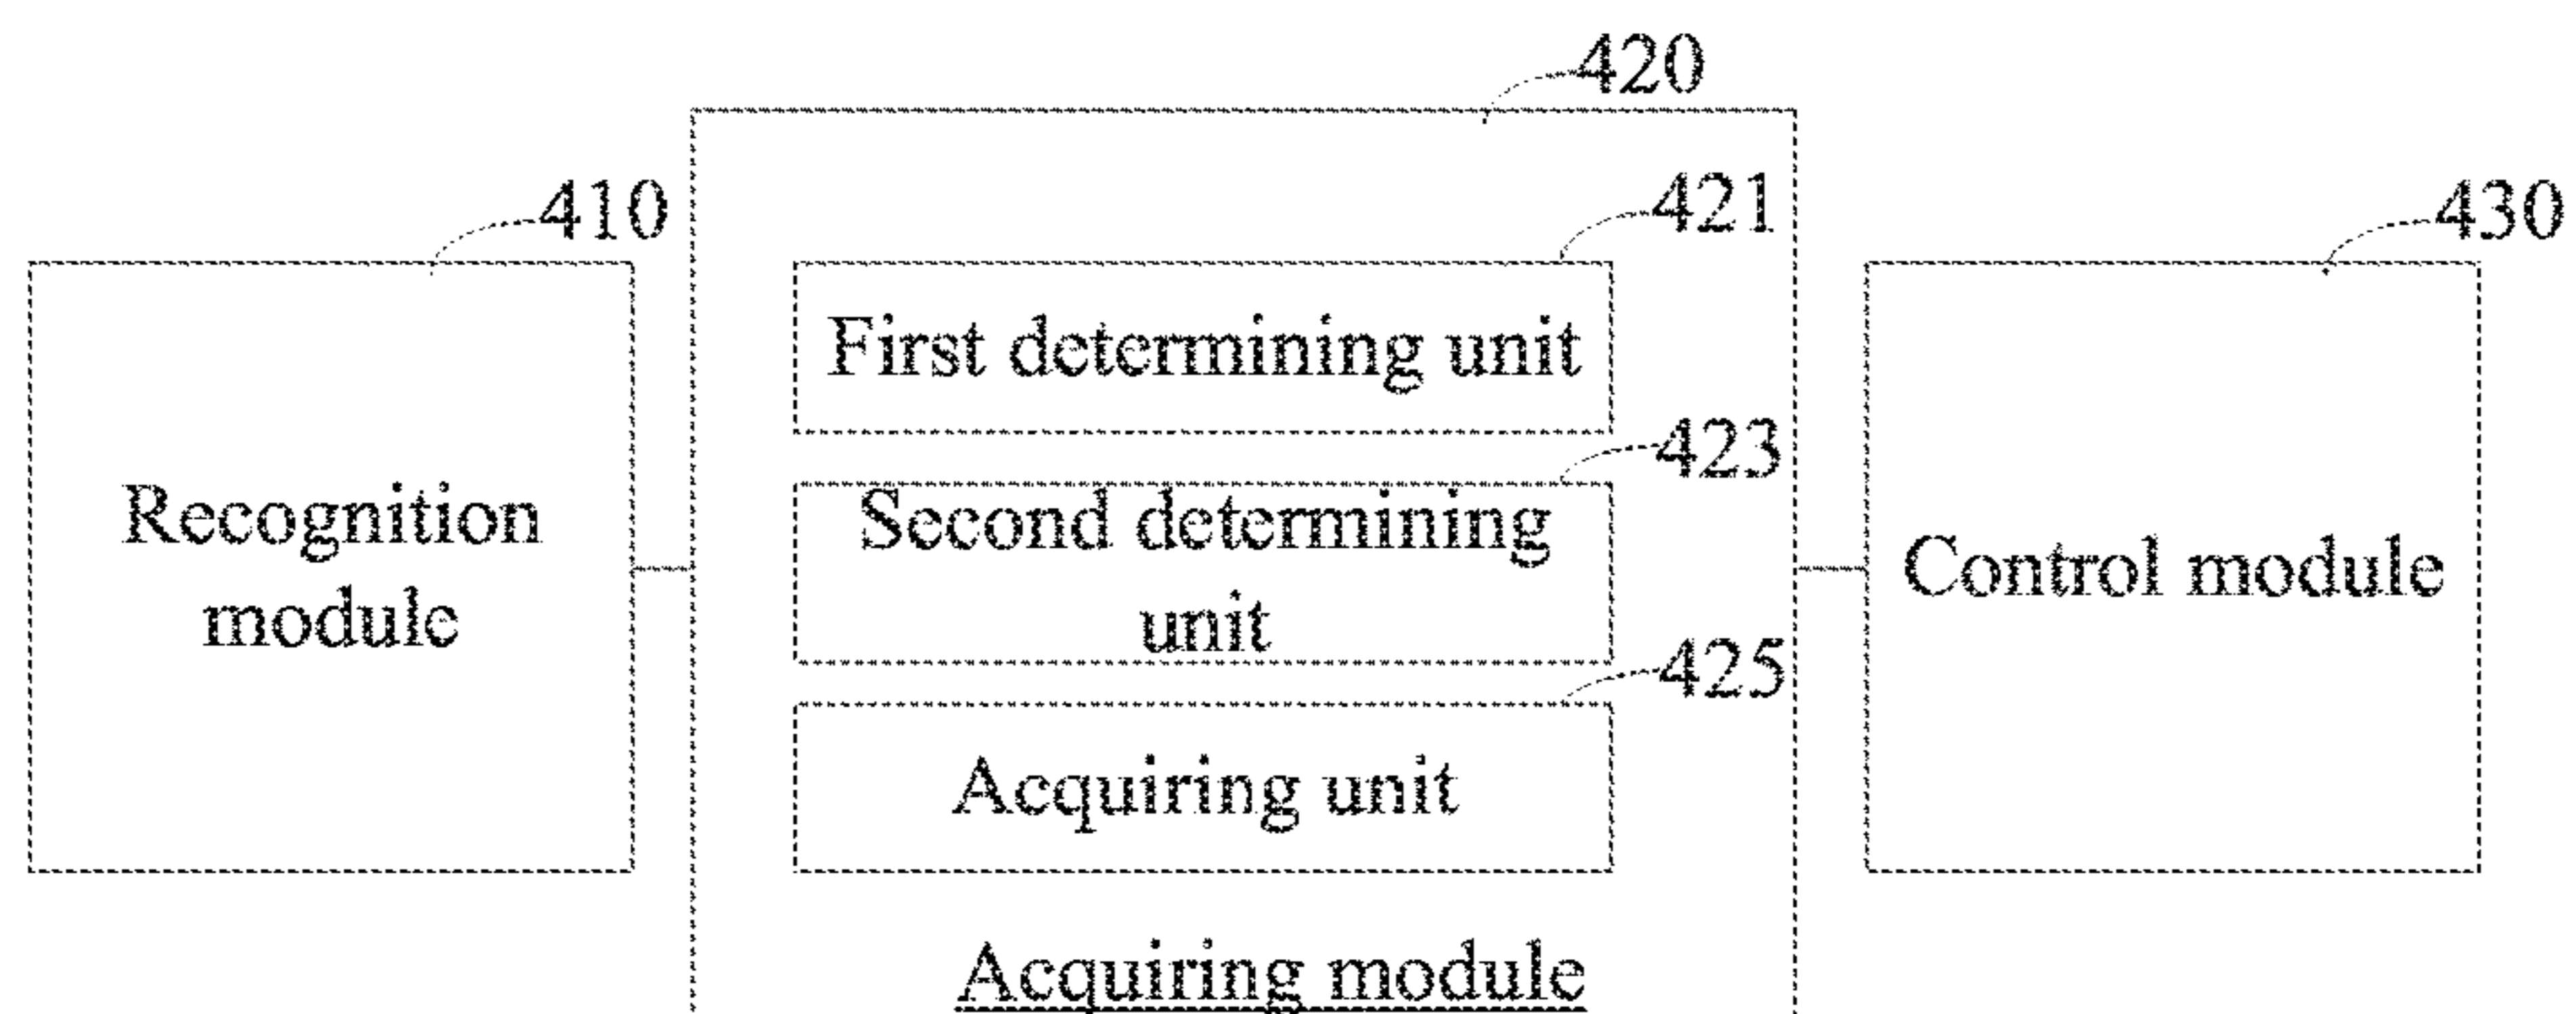 420
410
421
430
First determining unit
423
Second determining
unit
Recognition
module
Control module
425
Acquiring unit
Acquiring module